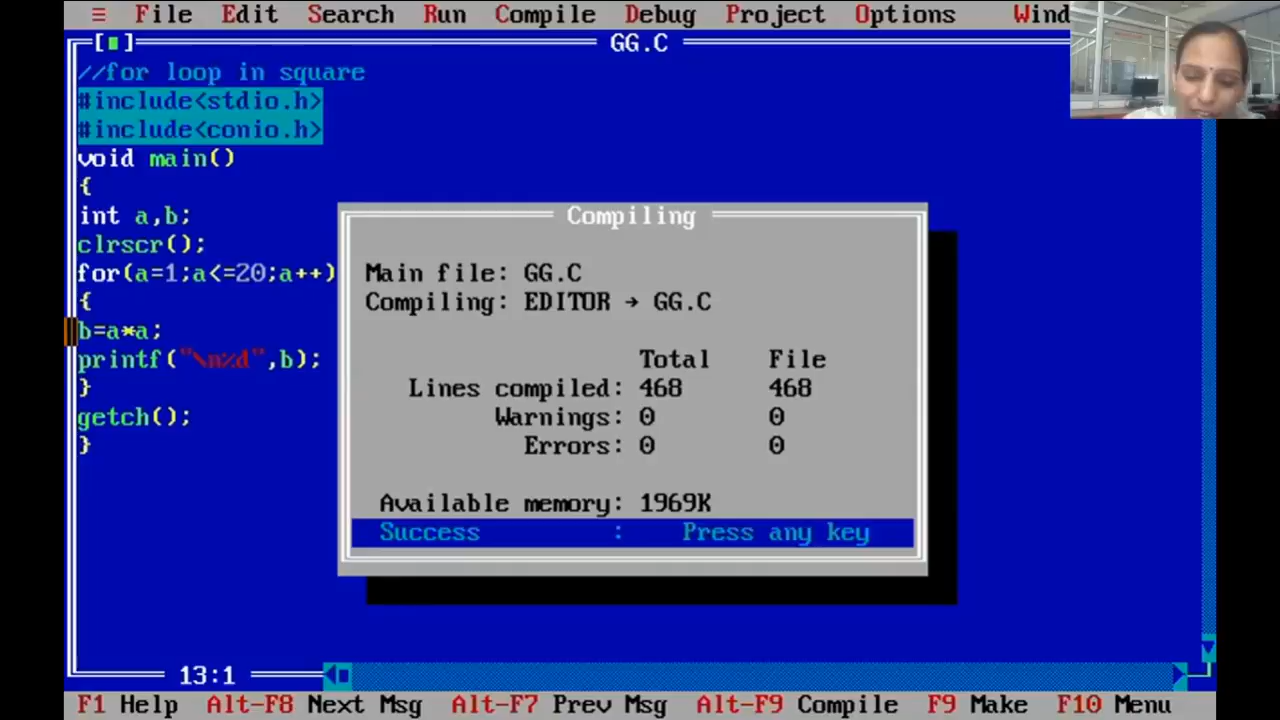 ≡ File Edit Search Run Compile Debug Project Options Wind
[■] GG.C
//for loop in square
#include<stdio.h>
#include<conio.h>
void main()
{
int a,b;
clrscr();
for(a=1;a<=20;a++)
{
b=a*a;
printf("\n%d",b);
}
getch();
}
Compiling
Main file: GG.C
Compiling: EDITOR → GG.C
Total File
Lines compiled: 468 468
Warnings: 0 0
Errors: 0 0
Available memory: 1969K
Success : Press any key
13:1
F1 Help Alt-F8 Next Msg Alt-F7 Prev Msg Alt-F9 Compile F9 Make F10 Menu